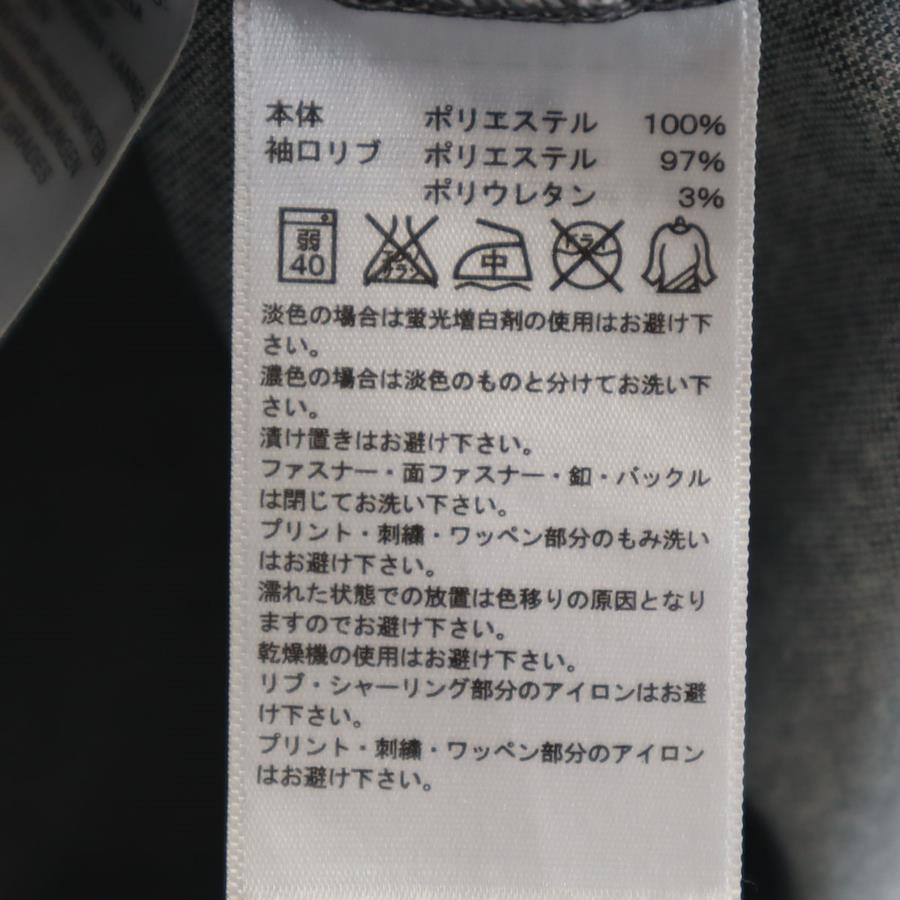 本体 ポリエステル 100%
袖口リブ ポリエステル 97%
ポリウレタン 3%
弱 40 中 ドライ
淡色の場合は蛍光増白剤の使用はお避け下
さい。
濃色の場合は淡色のものと分けてお洗い下
さい。
漬け置きはお避け下さい。
ファスナー・面ファスナー・釦・バックル
は閉じてお洗い下さい。
プリント・刺繍・ワッペン部分のもみ洗い
はお避け下さい。
濡れた状態での放置は色移りの原因となり
ますのでお避け下さい。
乾燥機の使用はお避け下さい。
リブ・シャーリング部分のアイロンはお避
け下さい。
プリント・刺繍・ワッペン部分のアイロン
はお避け下さい。